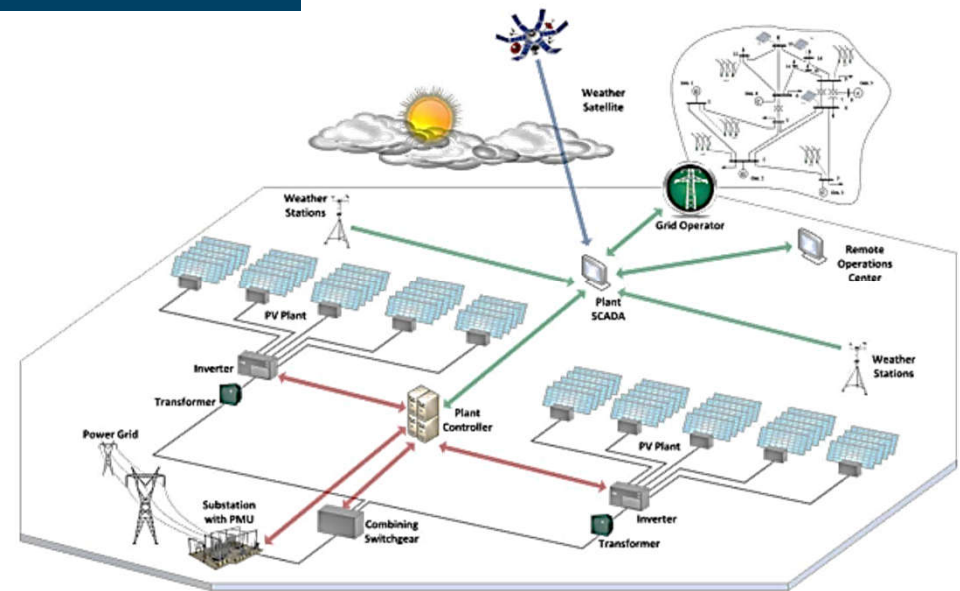 Weather
Satellite
Weather
Stations
Grid Operator
Remote
Operations
Center
Plant
SCADA
PV Plant
Inverter
Transformer
Plant
Controller
Weather
Stations
Power Grid
PV Plant
Substation
with PMU
Combining
Switchgear
Inverter
Transformer